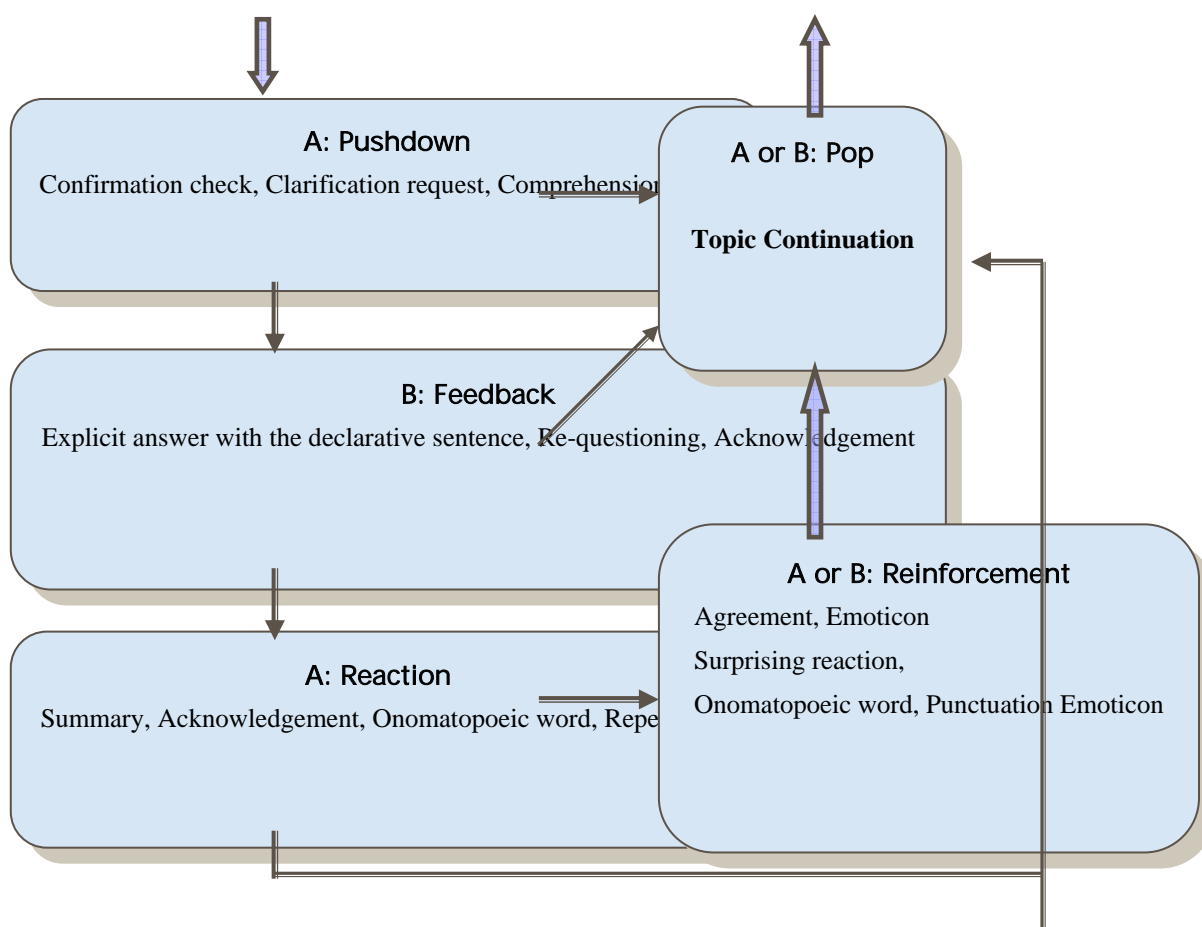 A: Pushdown
Confirmation check, Clarification request, Comprehension
A or B: Pop
Topic Continuation
B: Feedback
Explicit answer with the declarative sentence, Re-questioning, Acknowledgement
A or B: Reinforcement
Agreement, Emoticon
Surprising reaction,
Onomatopoeic word, Punctuation Emoticon
A: Reaction
Summary, Acknowledgement, Onomatopoeic word,